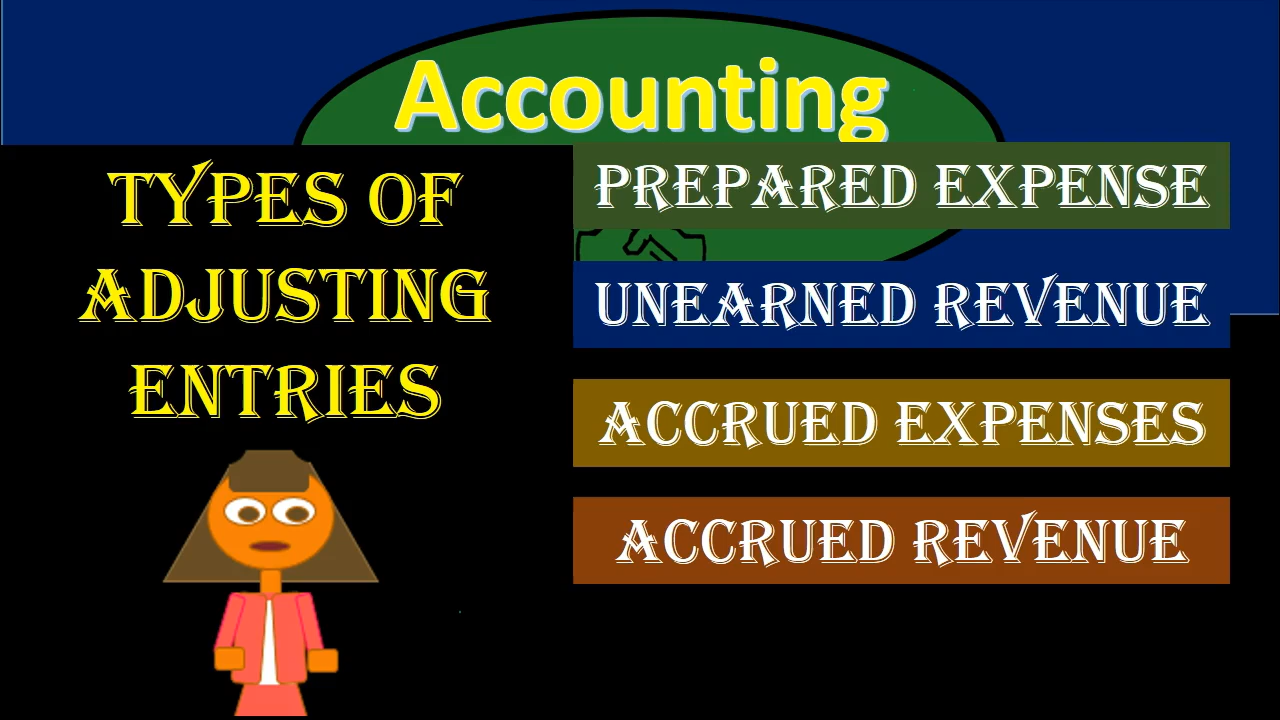 Accounting
TYPES OF
ADJUSTING
ENTRIES
PREPARED EXPENSE
UNEARNED REVENUE
ACCRUED EXPENSES
ACCRUED REVENUE